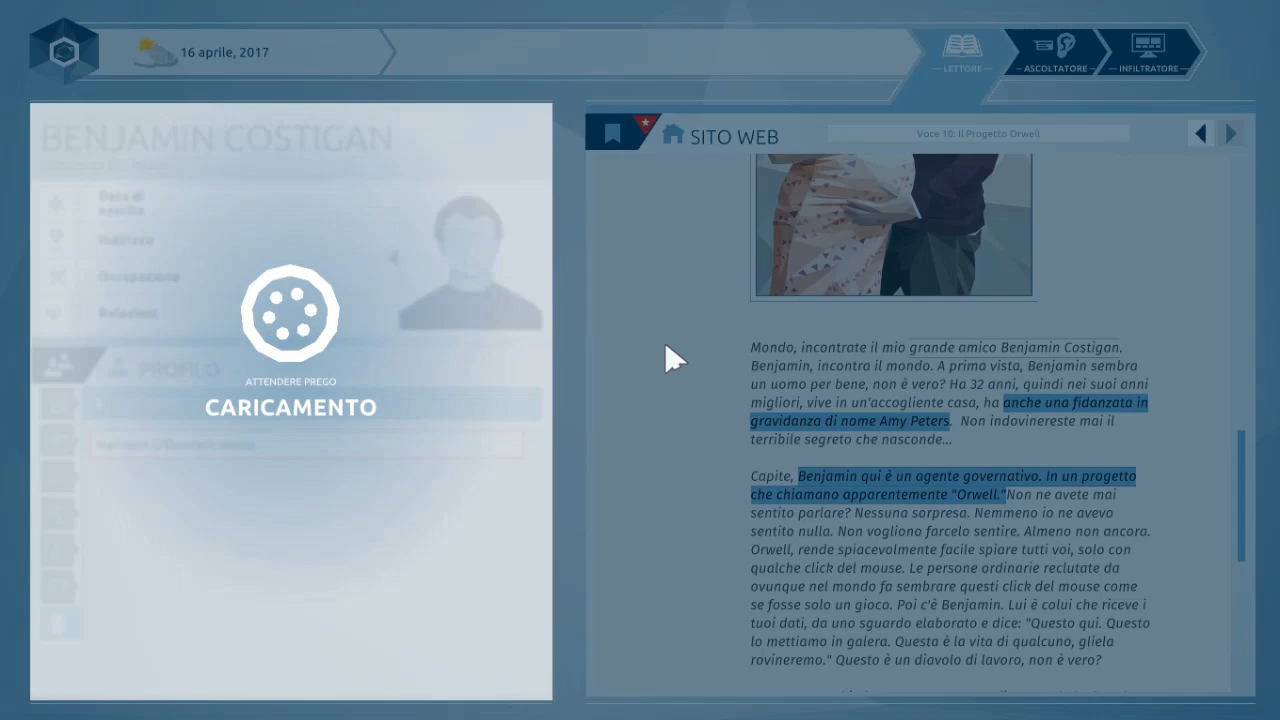 16 aprile, 2017
LETTORE
ASCOLTATORE
INFILTRATORE
BENJAMIN COSTIGAN
Data di
nascita
Indirizzo
Occupazione
Relazioni
PROFILO
ATTENDERE PREGO
CARICAMENTO
SITO WEB
Voce 10: Il Progetto Orwell
Mondo, incontrate il mio grande amico Benjamin Costigan.
Benjamin, incontra il mondo. A prima vista, Benjamin sembra
un uomo per bene, non è vero? Ha 32 anni, quindi nei suoi anni
migliori, vive in un'accogliente casa, ha anche una fidanzata in
gravidanza di nome Amy Peters. Non indovinereste mai il
terribile segreto che nasconde...
Capite, Benjamin qui è un agente governativo. In un progetto
che chiamano apparentemente "Orwell."Non ne avete mai
sentito parlare? Nessuna sorpresa. Nemmeno io ne avevo
sentito nulla. Non vogliono farcelo sentire. Almeno non ancora.
Orwell, rende spiacevolmente facile spiare tutti voi, solo con
qualche click del mouse. Le persone ordinarie reclutate da
ovunque nel mondo fa sembrare questi click del mouse come
se fosse solo un gioco. Poi c'è Benjamin. Lui è colui che riceve i
tuoi dati, da uno sguardo elaborato e dice: "Questo qui. Questo
lo mettiamo in galera. Questa è la vita di qualcuno, gliela
rovineremo." Questo è un diavolo di lavoro, non è vero?